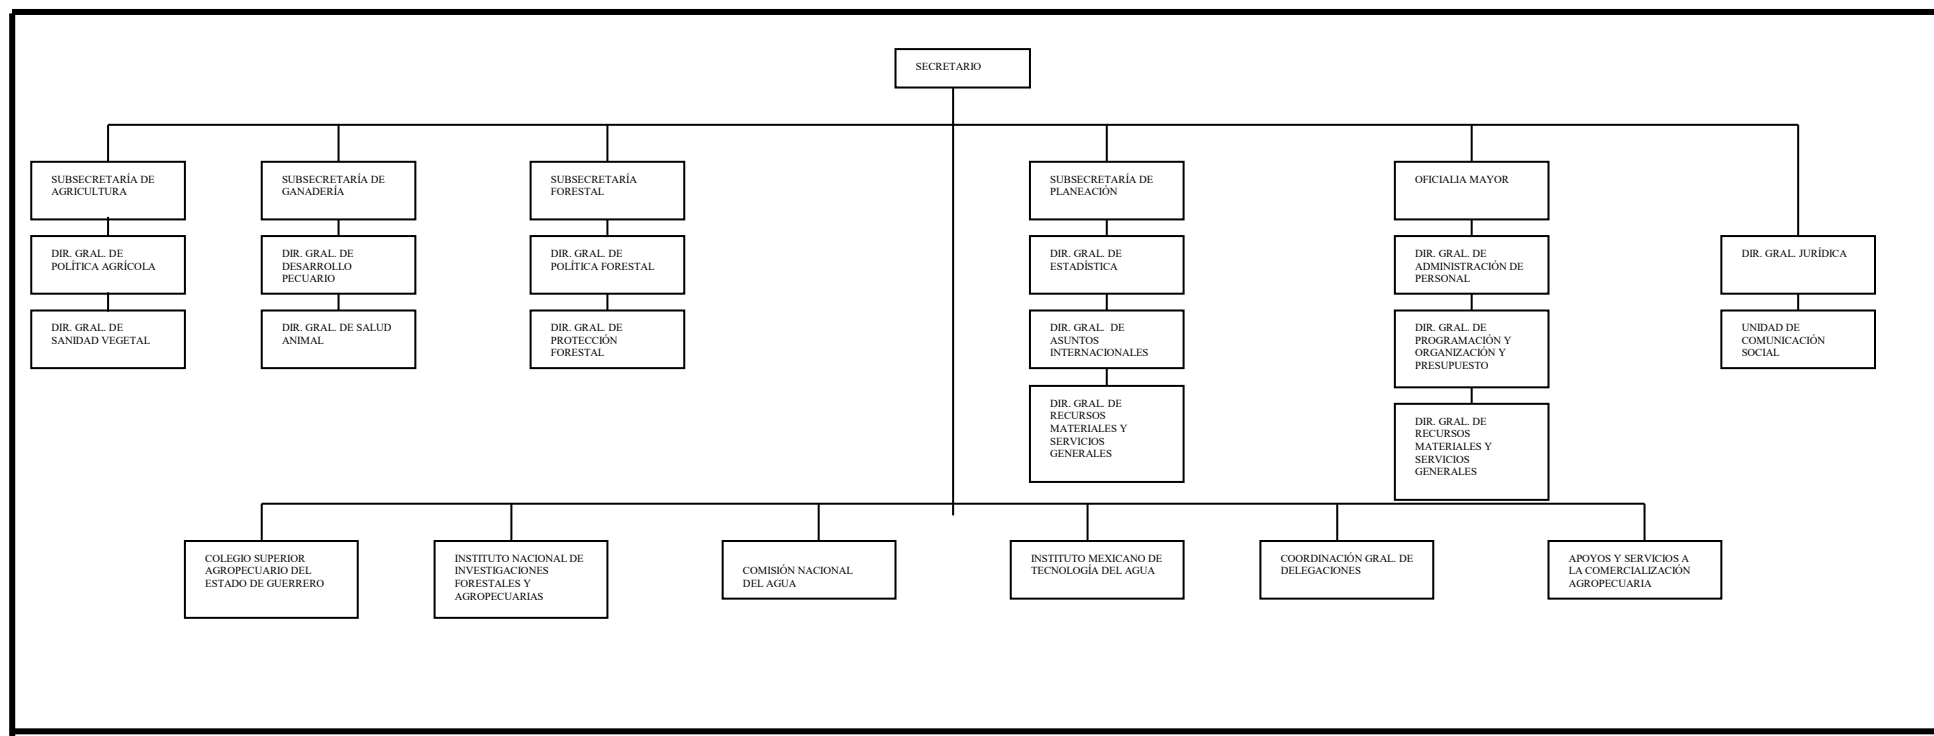 SECRETARIO
SUBSECRETARÍA DE
AGRICULTURA
SUBSECRETARÍA DE
GANADERÍA
SUBSECRETARÍA
FORESTAL
SUBSECRETARÍA DE
PLANEACIÓN
OFICIALIA MAYOR
DIR. GRAL. DE
POLÍTICA AGRÍCOLA
DIR. GRAL. DE
DESARROLLO
PECUARIO
DIR. GRAL. DE
POLÍTICA FORESTAL
DIR. GRAL. DE
ESTADÍSTICA
DIR. GRAL. DE
ADMINISTRACIÓN DE
PERSONAL
DIR. GRAL. JURÍDICA
DIR. GRAL. DE
SANIDAD VEGETAL
DIR. GRAL. DE SALUD
ANIMAL
DIR. GRAL. DE
PROTECCIÓN
FORESTAL
DIR. GRAL.  DE
ASUNTOS
INTERNACIONALES
DIR. GRAL. DE
PROGRAMACIÓN Y
ORGANIZACIÓN Y
PRESUPUESTO
UNIDAD DE
COMUNICACIÓN
SOCIAL
DIR. GRAL. DE
RECURSOS
MATERIALES Y
SERVICIOS
GENERALES
DIR. GRAL. DE
RECURSOS
MATERIALES Y
SERVICIOS
GENERALES
COLEGIO SUPERIOR
AGROPECUARIO DEL
ESTADO DE GUERRERO
INSTITUTO NACIONAL DE
INVESTIGACIONES
FORESTALES Y
AGROPECUARIAS
COMISIÓN NACIONAL
DEL AGUA
INSTITUTO MEXICANO DE
TECNOLOGÍA DEL AGUA
COORDINACIÓN GRAL. DE
DELEGACIONES
APOYOS Y SERVICIOS A
LA COMERCIALIZACIÓN
AGROPECUARIA